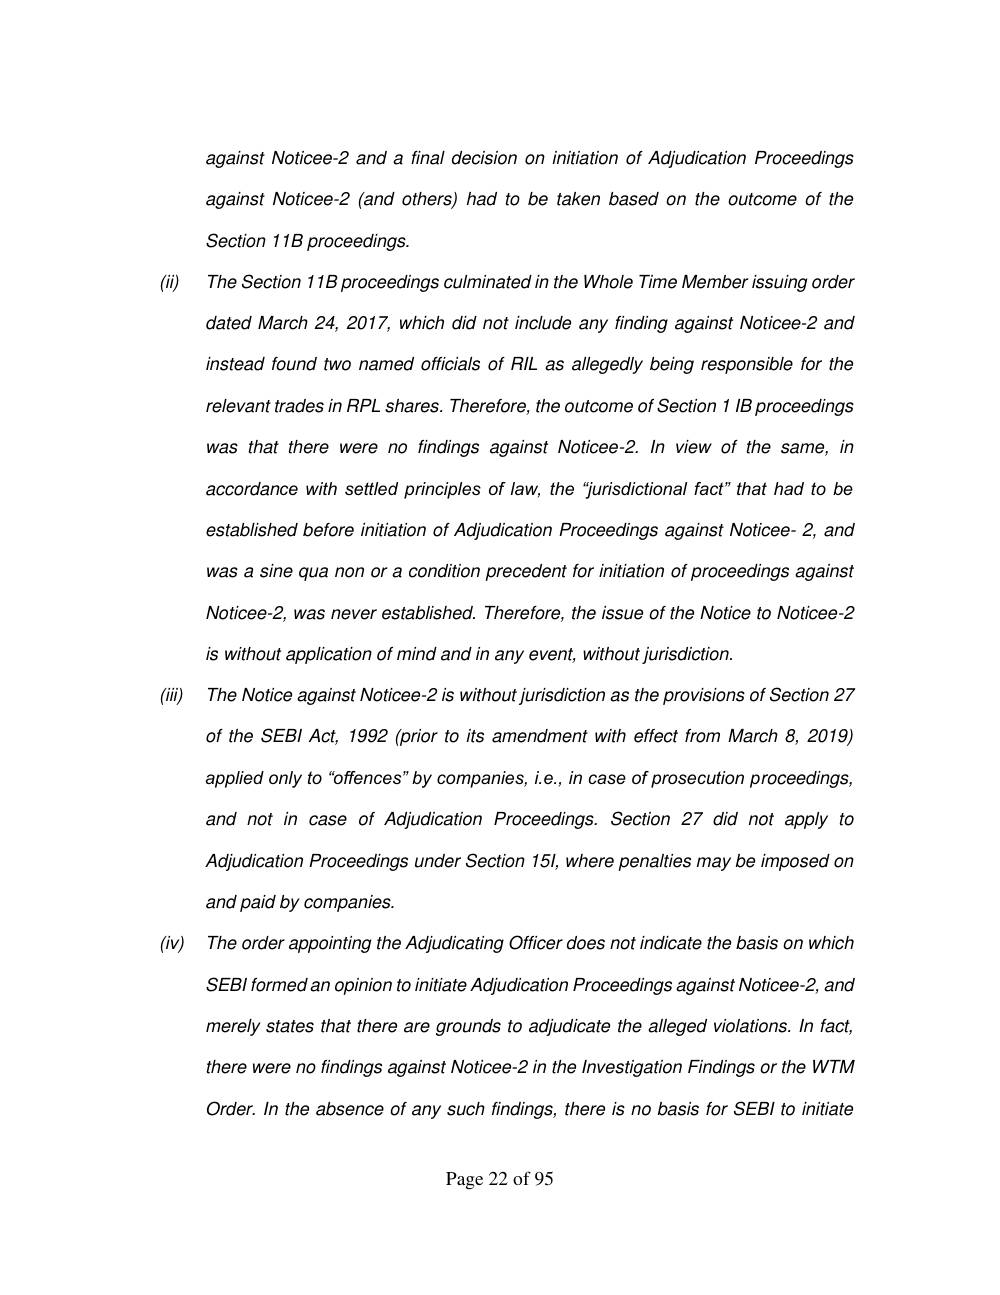 against Noticee-2 and a final decision on initiation of Adjudication Proceedings
against Noticee-2 (and others) had to be taken based on the outcome of the
Section 11B proceedings.
(ii) The Section 11B proceedings culminated in the Whole Time Member issuing order
dated March 24, 2017, which did not include any finding against Noticee-2 and
instead found two named officials of RIL as allegedly being responsible for the
relevant trades in RPL shares. Therefore, the outcome of Section 1 IB proceedings
was that there were no findings against Noticee-2. In view of the same, in
accordance with settled principles of law, the “jurisdictional fact” that had to be
established before initiation of Adjudication Proceedings against Noticee- 2, and
was a sine qua non or a condition precedent for initiation of proceedings against
Noticee-2, was never established. Therefore, the issue of the Notice to Noticee-2
is without application of mind and in any event, without jurisdiction.
(iii) The Notice against Noticee-2 is without jurisdiction as the provisions of Section 27
of the SEBI Act, 1992 (prior to its amendment with effect from March 8, 2019)
applied only to “offences” by companies, i.e., in case of prosecution proceedings,
and not in case of Adjudication Proceedings. Section 27 did not apply to
Adjudication Proceedings under Section 15I, where penalties may be imposed on
and paid by companies.
(iv) The order appointing the Adjudicating Officer does not indicate the basis on which
SEBI formed an opinion to initiate Adjudication Proceedings against Noticee-2, and
merely states that there are grounds to adjudicate the alleged violations. In fact,
there were no findings against Noticee-2 in the Investigation Findings or the WTM
Order. In the absence of any such findings, there is no basis for SEBI to initiate
Page 22 of 95